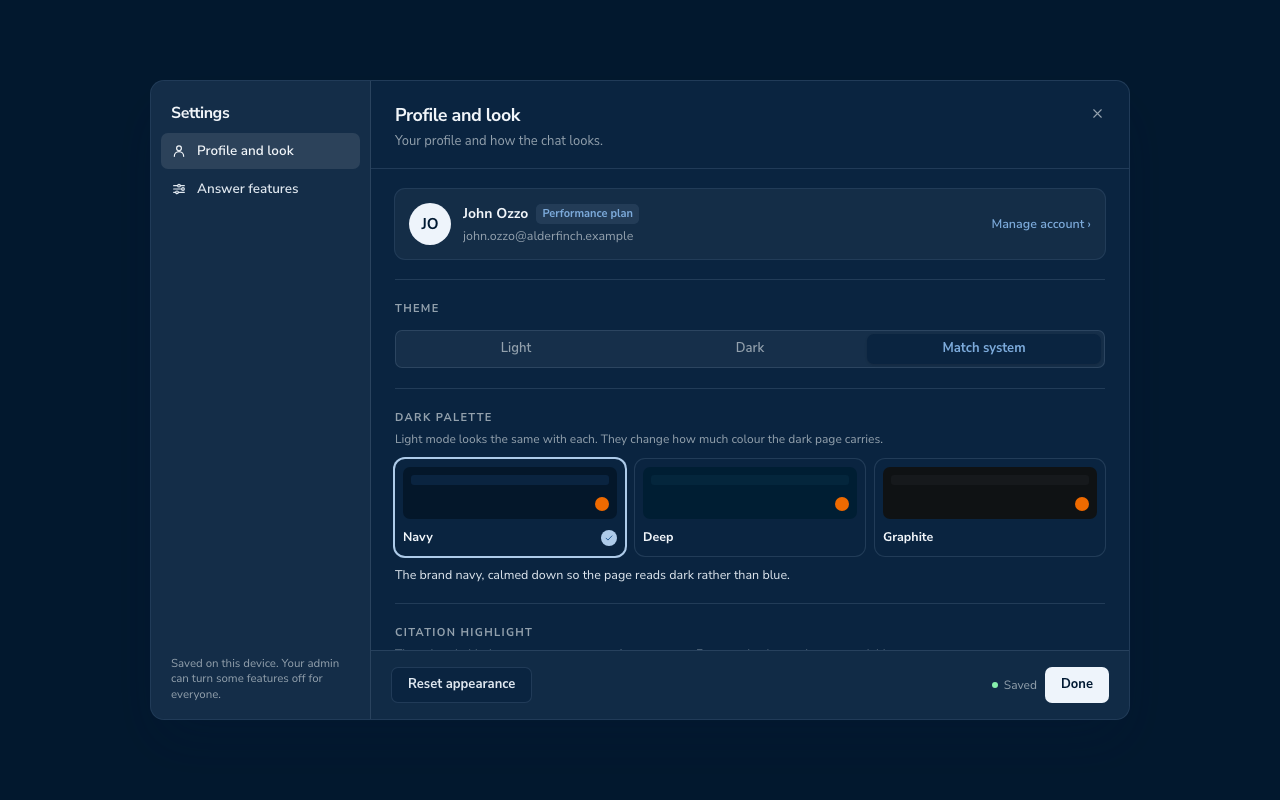 Settings
Profile and look
Answer features
Saved on this device. Your admin
can turn some features off for
everyone.
Profile and look
Your profile and how the chat looks.
JO
John Ozzo
Performance plan
john.ozzo@alderfinch.example
Manage account ›
THEME
Light
Dark
Match system
DARK PALETTE
Light mode looks the same with each. They change how much colour the dark page carries.
Navy
Deep
Graphite
The brand navy, calmed down so the page reads dark rather than blue.
CITATION HIGHLIGHT
Reset appearance
Saved
Done